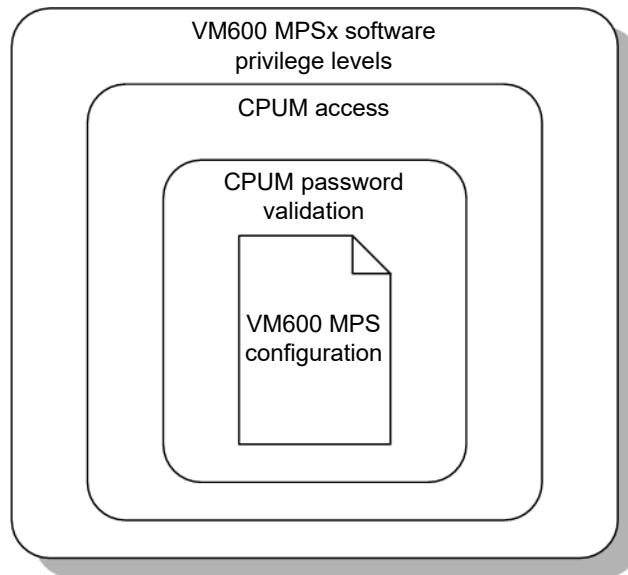 VM600 MPSx software
privilege levels
CPUM access
CPUM password
validation
VM600 MPS
configuration